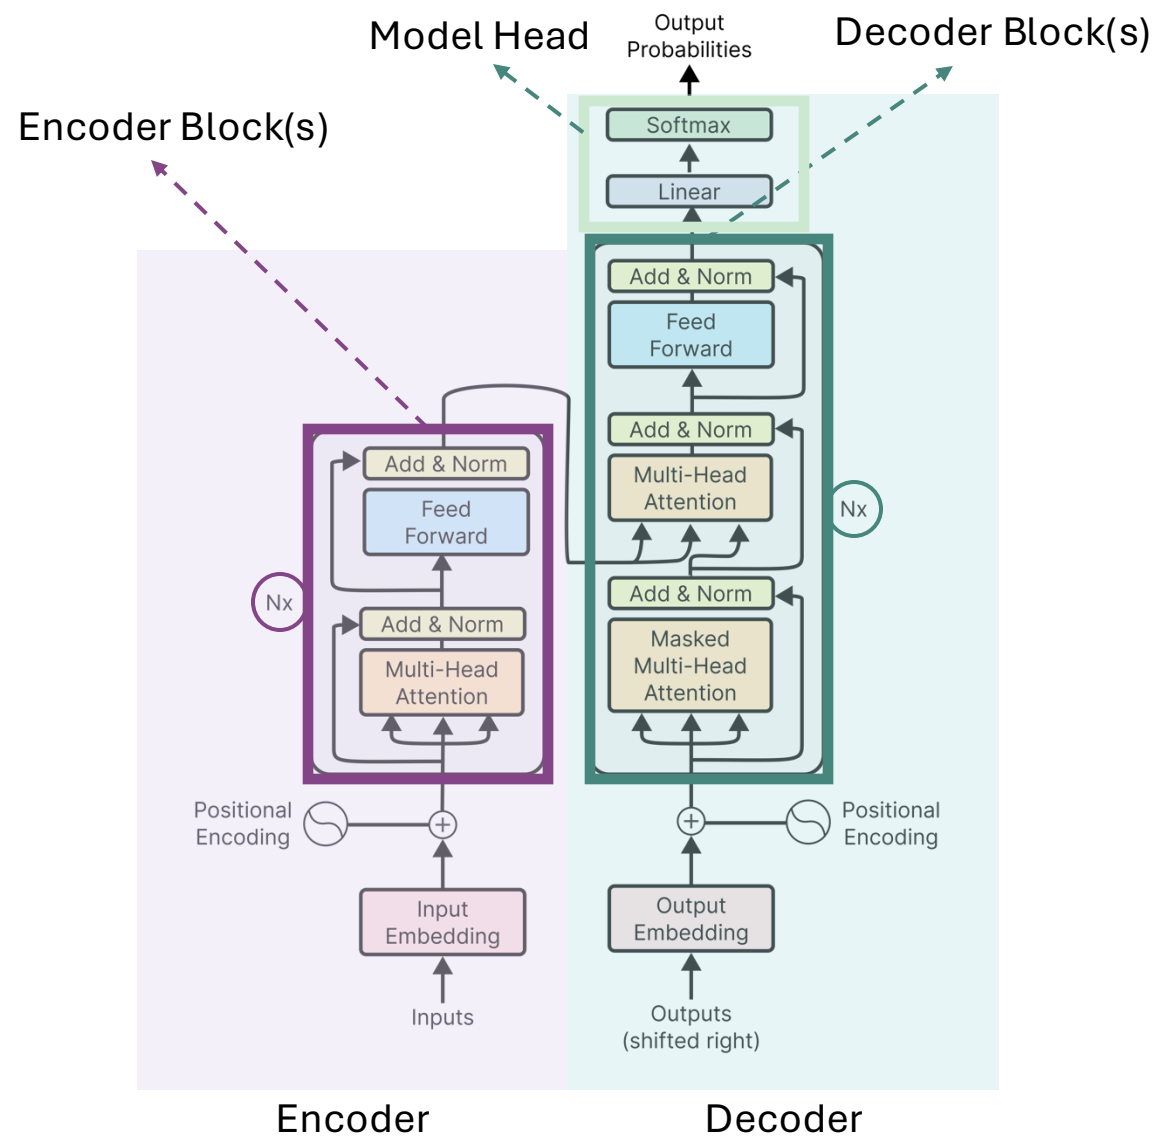 Output
Probabilities
Model Head
Decoder Block(s)
Encoder Block(s)
Softmax
Linear
Add & Norm
Feed
Forward
Add & Norm
Multi-Head
Attention
Nx
Add & Norm
Masked
Multi-Head
Attention
Add & Norm
Feed
Forward
Nx
Add & Norm
Multi-Head
Attention
Positional
Encoding
Positional
Encoding
Input
Embedding
Output
Embedding
Inputs
Outputs
(shifted right)
Encoder
Decoder